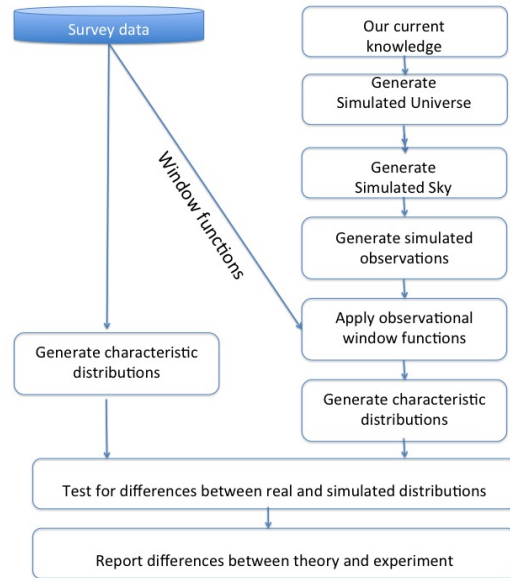 Survey data
Our current
knowledge
Generate
Simulated Universe
Generate
Simulated Sky
Window functions
Generate simulated
observations
Apply observational
window functions
Generate characteristic
distributions
Generate characteristic
distributions
Test for differences between real and simulated distributions
Report differences between theory and experiment